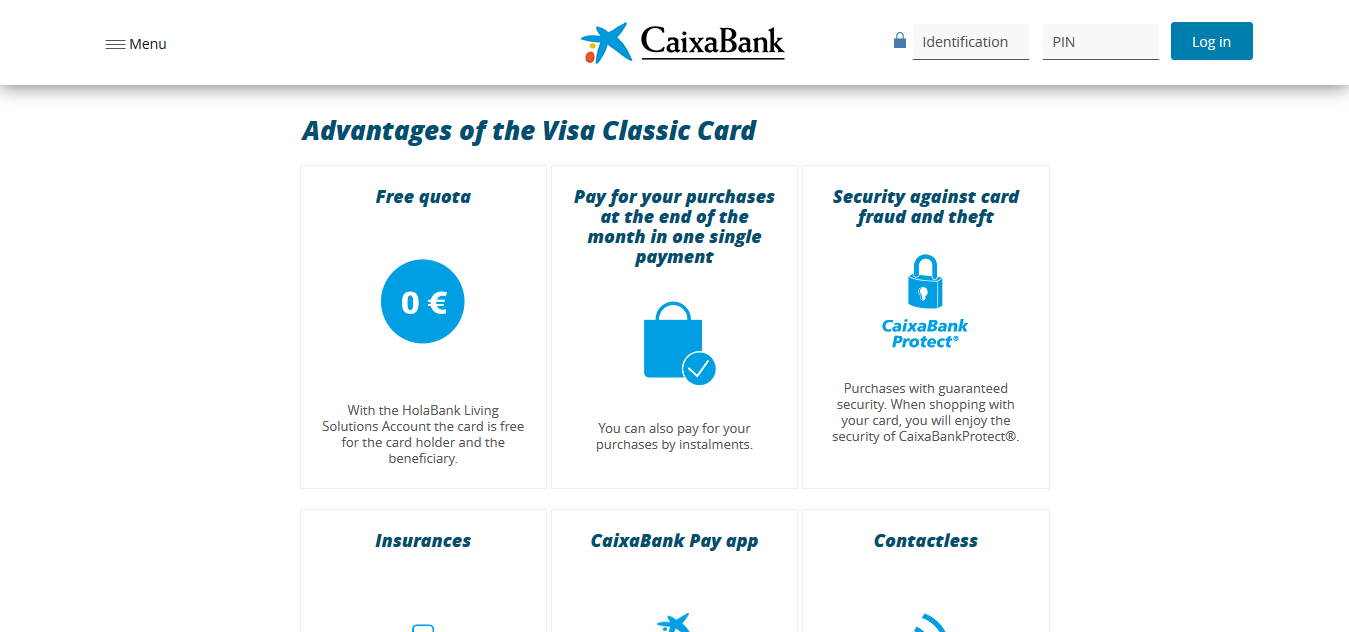 Menu
CaixaBank
Identification
PIN
Log in
Advantages of the Visa Classic Card
Free quota
0 €
With the HolaBank Living
Solutions Account the card is free
for the card holder and the
beneficiary.
Pay for your purchases
at the end of the
month in one single
payment
You can also pay for your
purchases by instalments.
Security against card
fraud and theft
CaixaBank
Protect®
Purchases with guaranteed
security. When shopping with
your card, you will enjoy the
security of CaixaBankProtect®.
Insurances
CaixaBank Pay app
Contactless